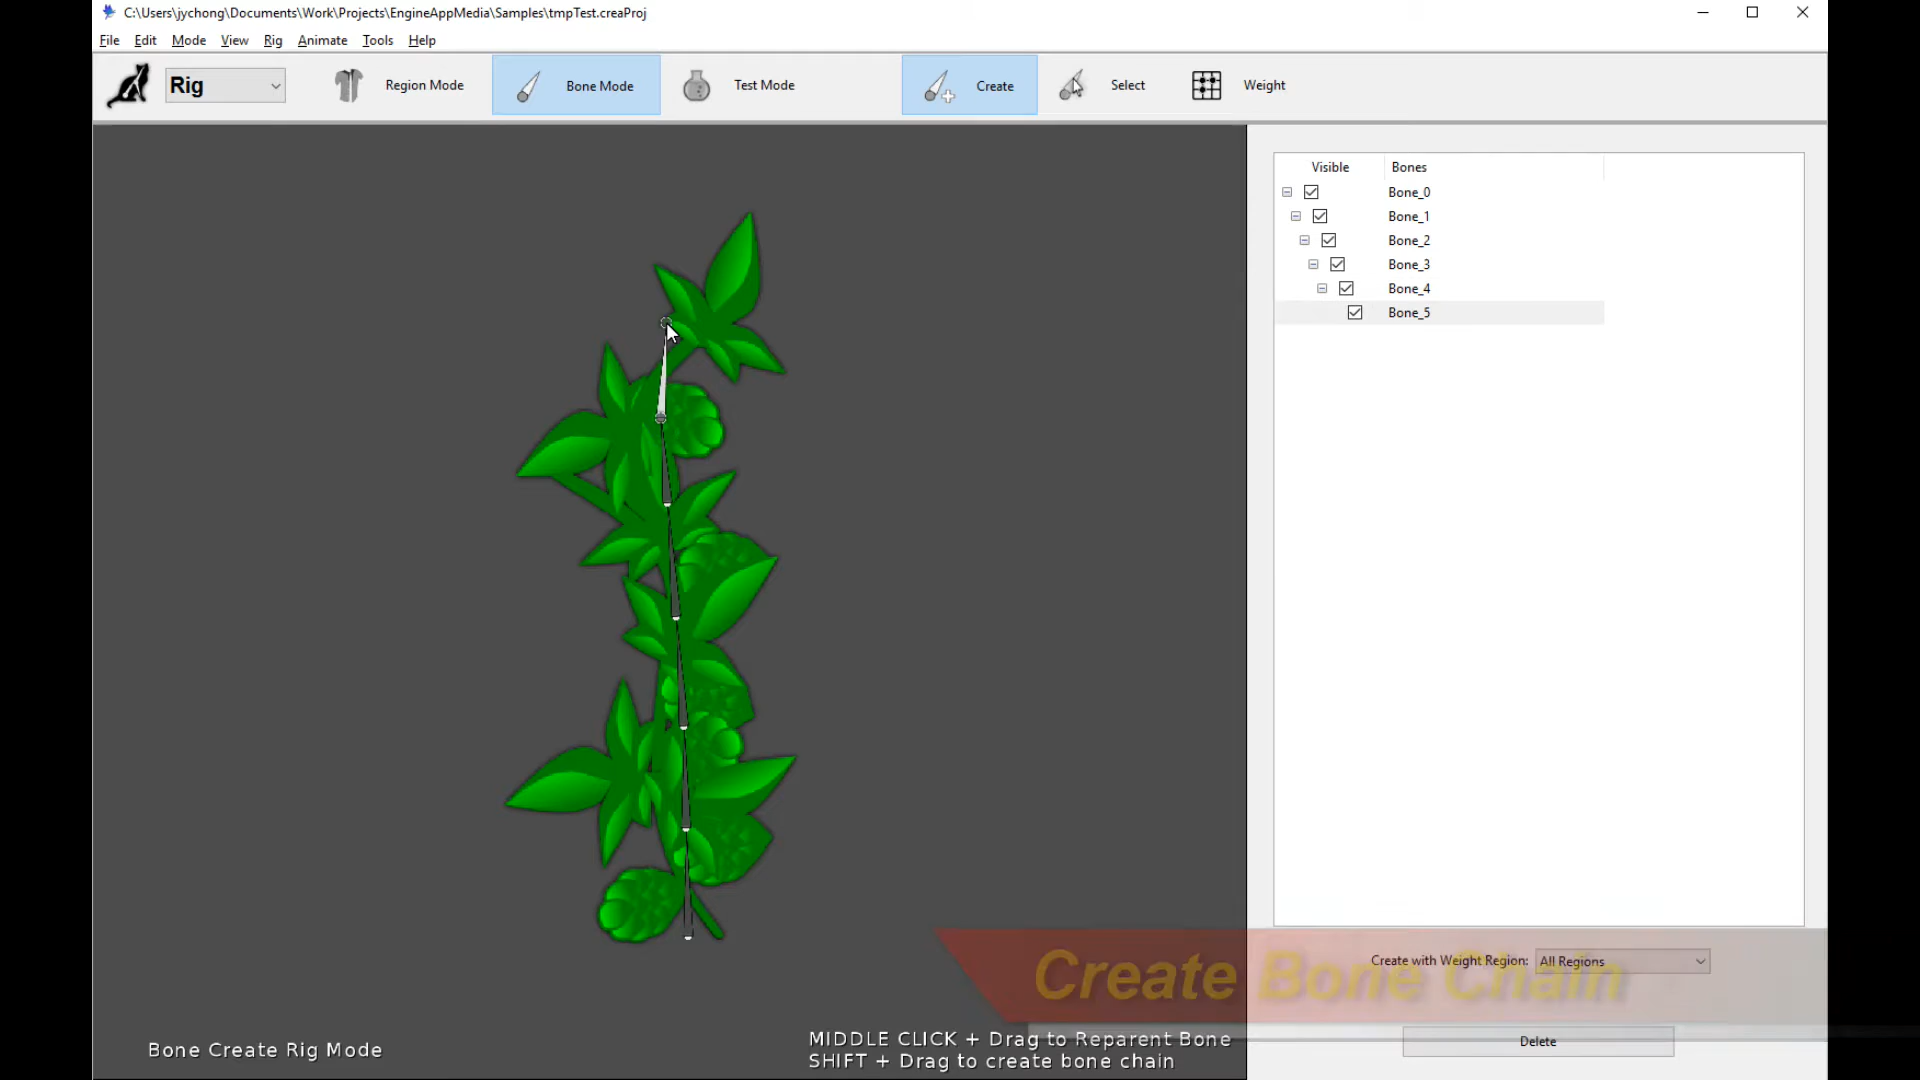 C:\Users\jychong\Documents\Work\Projects\EngineAppMedia\Samples\tmpTest.creaProj
File Edit Mode View Rig Animate Tools Help
Rig Region Mode Bone Mode Test Mode Create Select Weight
Visible Bones
Bone_0
Bone_1
Bone_2
Bone_3
Bone_4
Bone_5
Create with Weight Region: All Regions
Create Bone Chain
Delete
Bone Create Rig Mode
MIDDLE CLICK + Drag to Reparent Bone
SHIFT + Drag to create bone chain